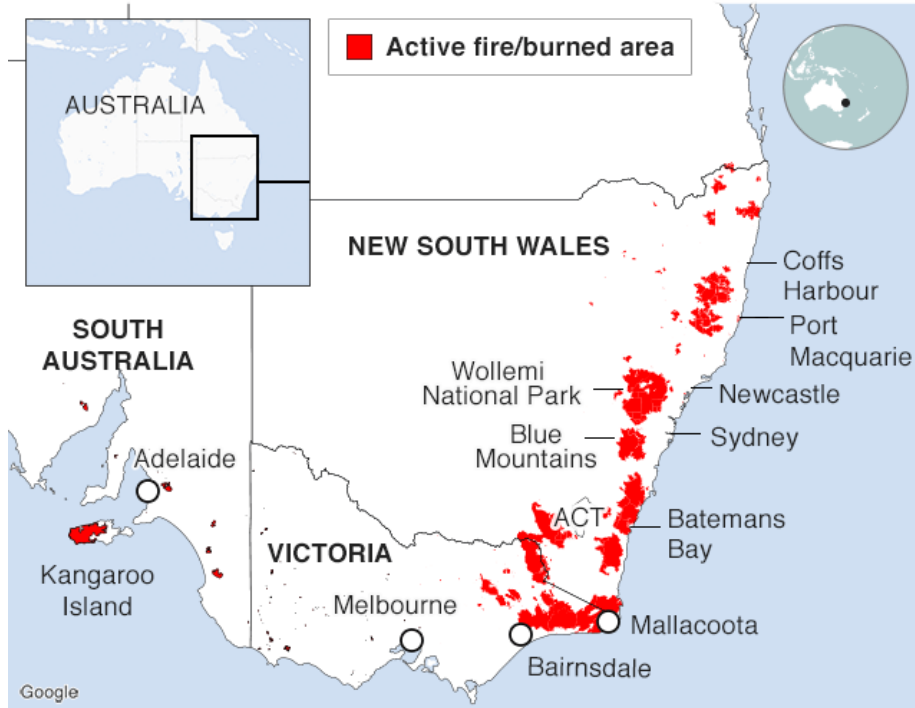 Active fire/burned area
AUSTRALIA
NEW SOUTH WALES
Coffs
Harbour
Port
Macquarie
SOUTH
AUSTRALIA
Wollemi
National Park
Newcastle
Blue
Mountains
Sydney
Adelaide
ACT
Batemans
Bay
VICTORIA
Kangaroo
Island
Melbourne
Mallacoota
Bairnsdale
Google